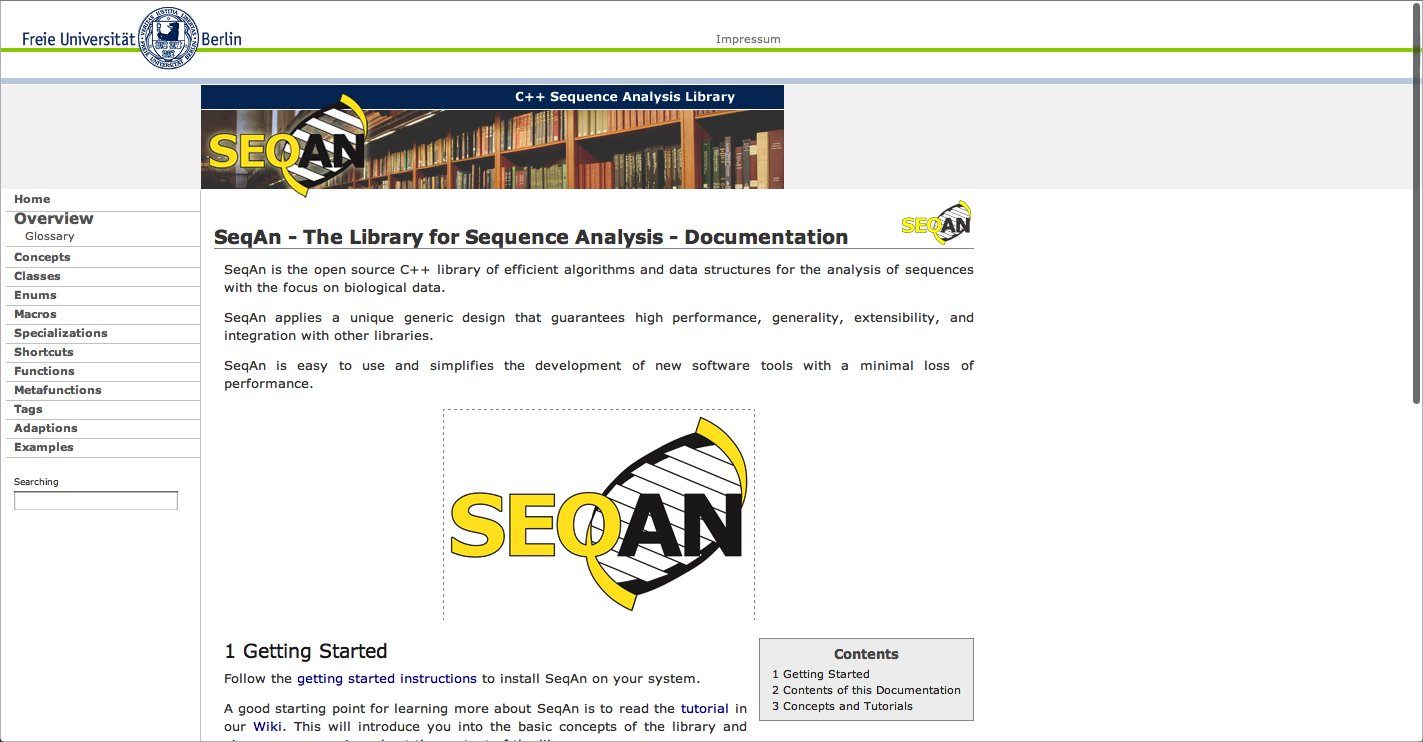 Freie Universität Berlin
Impressum
C++ Sequence Analysis Library
SEQAN
Home
Overview
Glossary
Concepts
Classes
Enums
Macros
Specializations
Shortcuts
Functions
Metafunctions
Tags
Adaptions
Examples
Searching
SEQAN
SeqAn - The Library for Sequence Analysis - Documentation
SeqAn is the open source C++ library of efficient algorithms and data structures for the analysis of sequences
with the focus on biological data.
SeqAn applies a unique generic design that guarantees high performance, generality, extensibility, and
integration with other libraries.
SeqAn is easy to use and simplifies the development of new software tools with a minimal loss of
performance.
SEQAN
1 Getting Started
Follow the getting started instructions to install SeqAn on your system.
A good starting point for learning more about SeqAn is to read the tutorial in
our Wiki. This will introduce you into the basic concepts of the library and
Contents
1 Getting Started
2 Contents of this Documentation
3 Concepts and Tutorials